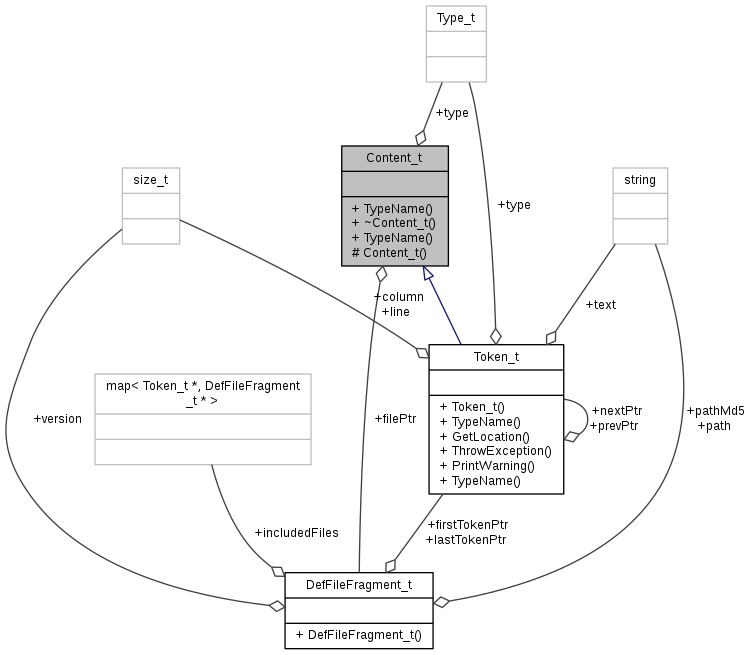 Type_t
+type
Content_t
+ TypeName()
+ ~Content_t()
+ TypeName()
# Content_t()
size_t
string
+type
+column
+line
+text
Token_t
+ Token_t()
+ TypeName()
+ GetLocation()
+ ThrowException()
+ PrintWarning()
+ TypeName()
map< Token_t *, DefFileFragment
_t * >
+version
+filePtr
+nextPtr
+prevPtr
+pathMd5
+path
+includedFiles
+firstTokenPtr
+lastTokenPtr
DefFileFragment_t
+ DefFileFragment_t()